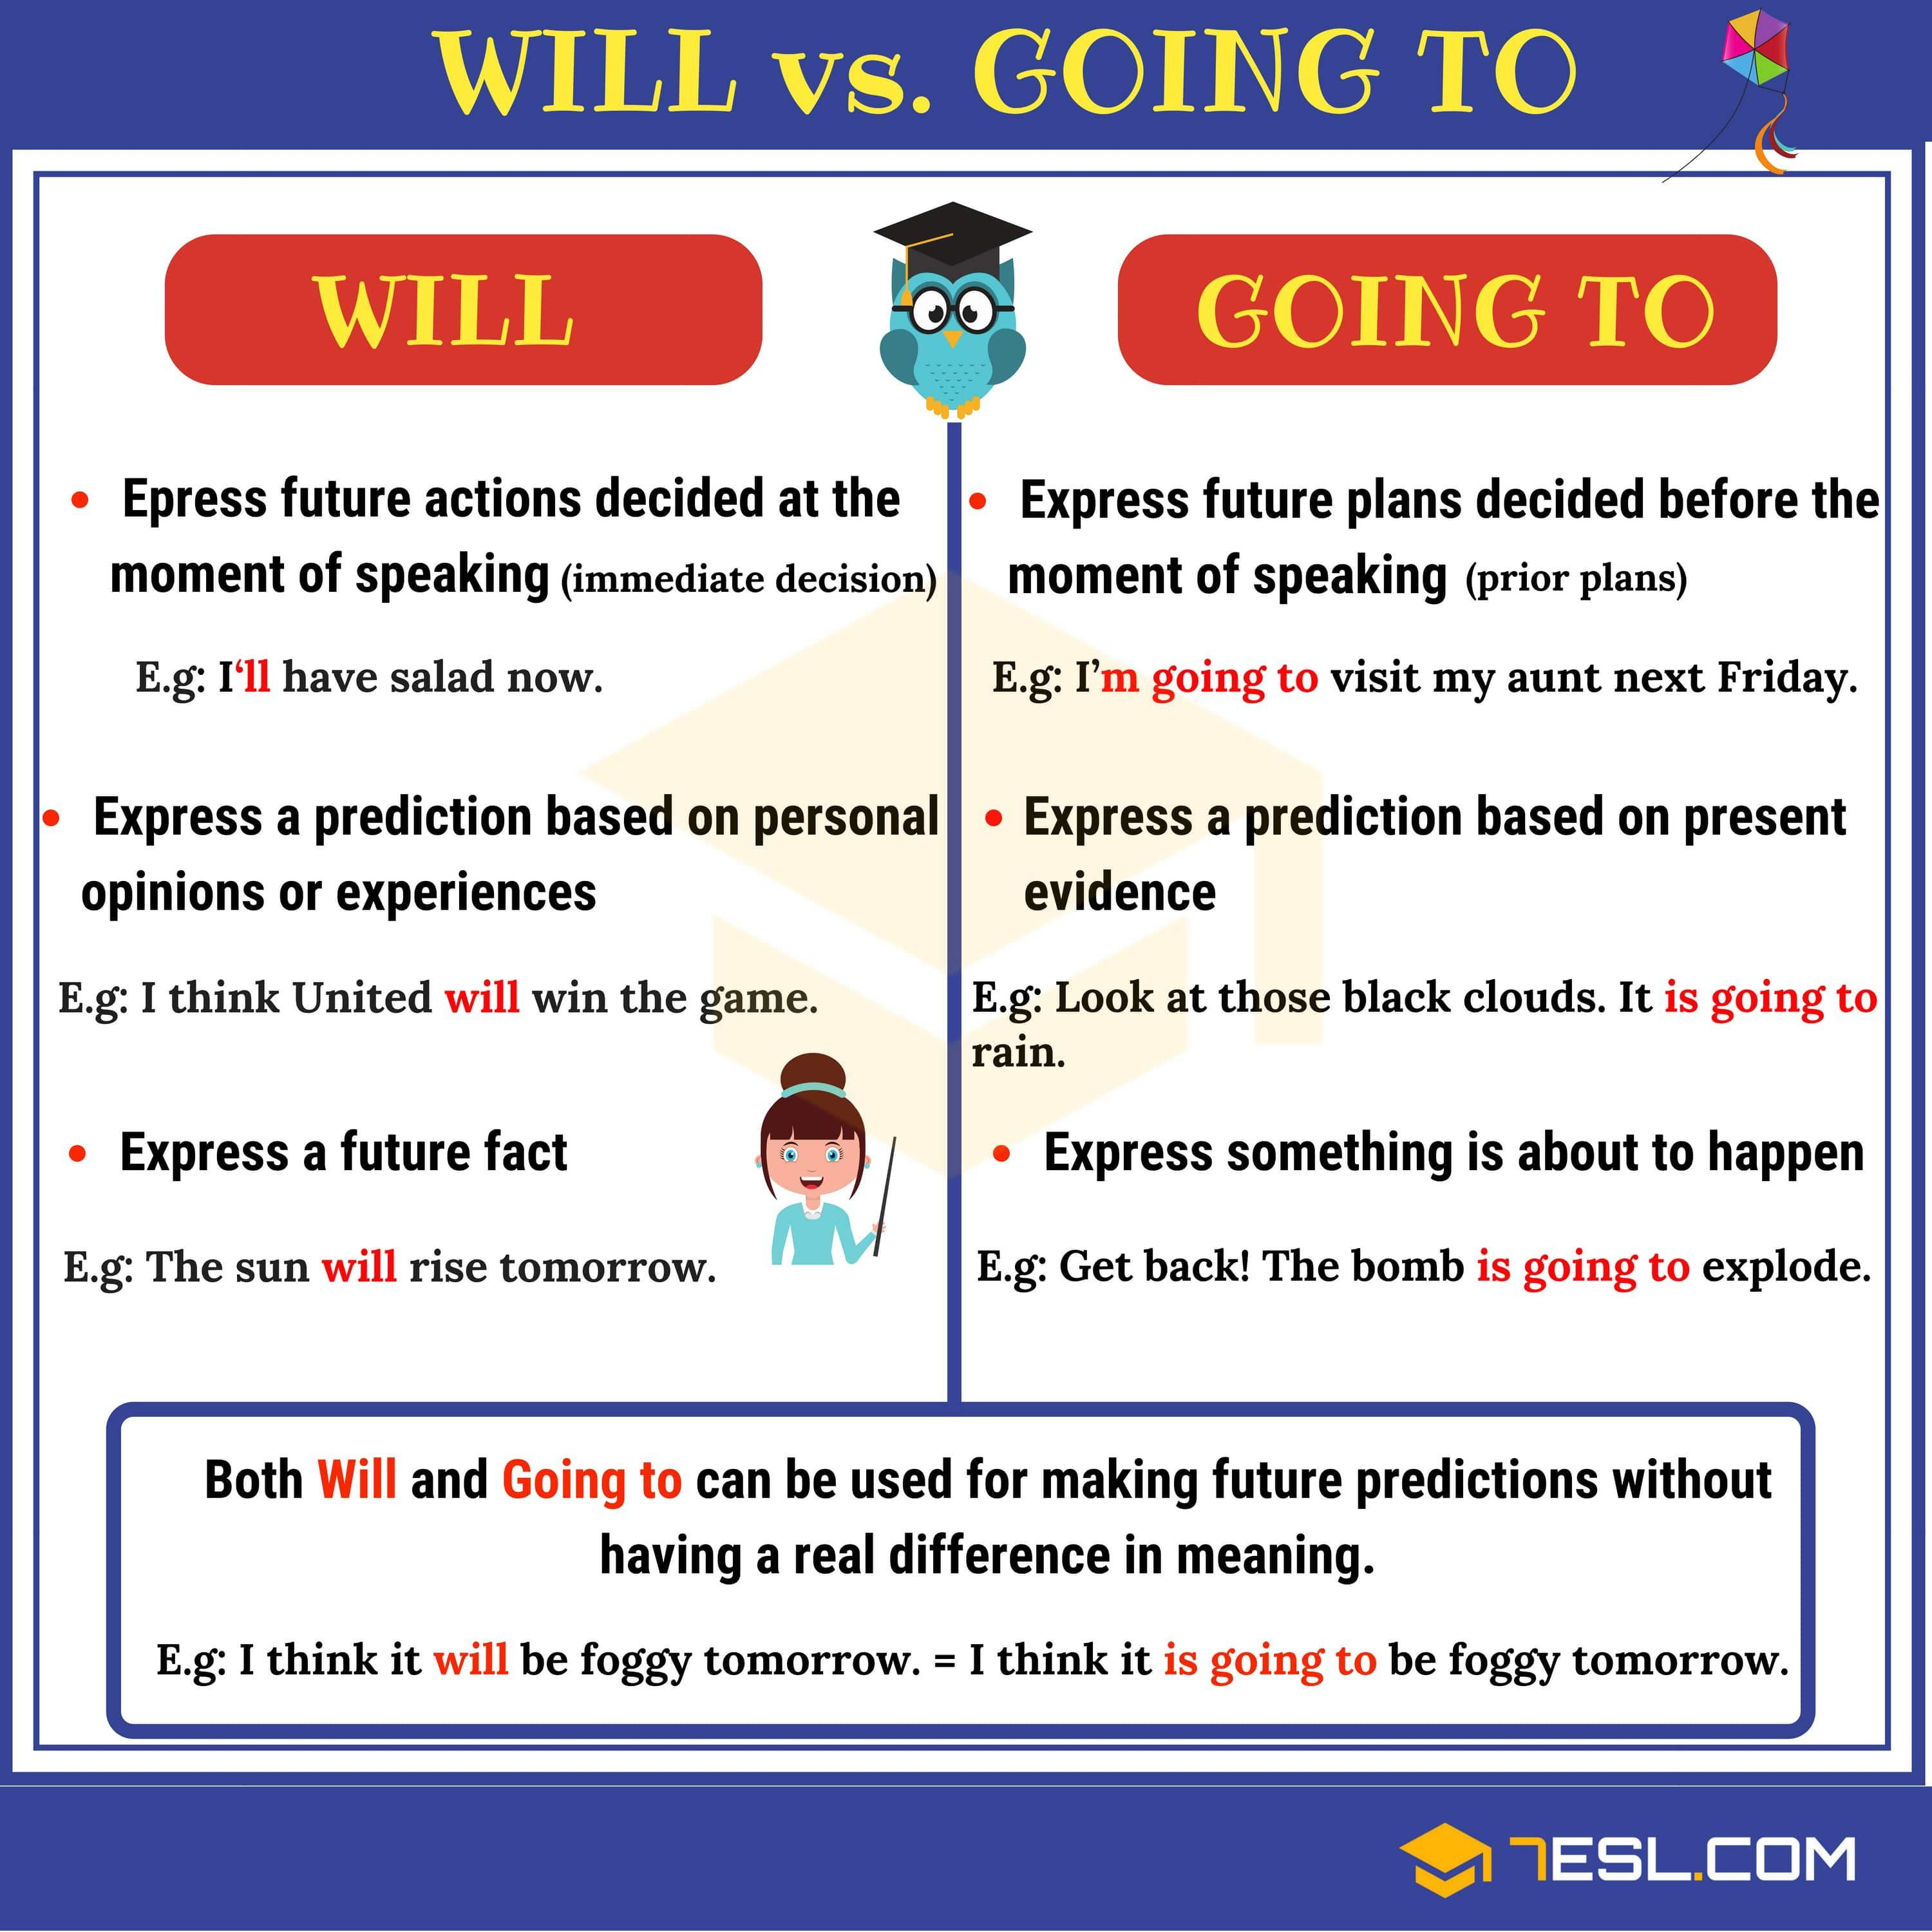 WILL vs. GOING TO
WILL
Epress future actions decided at the
moment of speaking (immediate decision)
E.g: I‘ll have salad now.
Express a prediction based on personal
opinions or experiences
E.g: I think United will win the game.
Express a future fact
E.g: The sun will rise tomorrow.
GOING TO
Express future plans decided before the
moment of speaking (prior plans)
E.g: I’m going to visit my aunt next Friday.
Express a prediction based on present
evidence
E.g: Look at those black clouds. It is going to
rain.
Express something is about to happen
E.g: Get back! The bomb is going to explode.
Both Will and Going to can be used for making future predictions without
having a real difference in meaning.
E.g: I think it will be foggy tomorrow. = I think it is going to be foggy tomorrow.
7ESL.COM